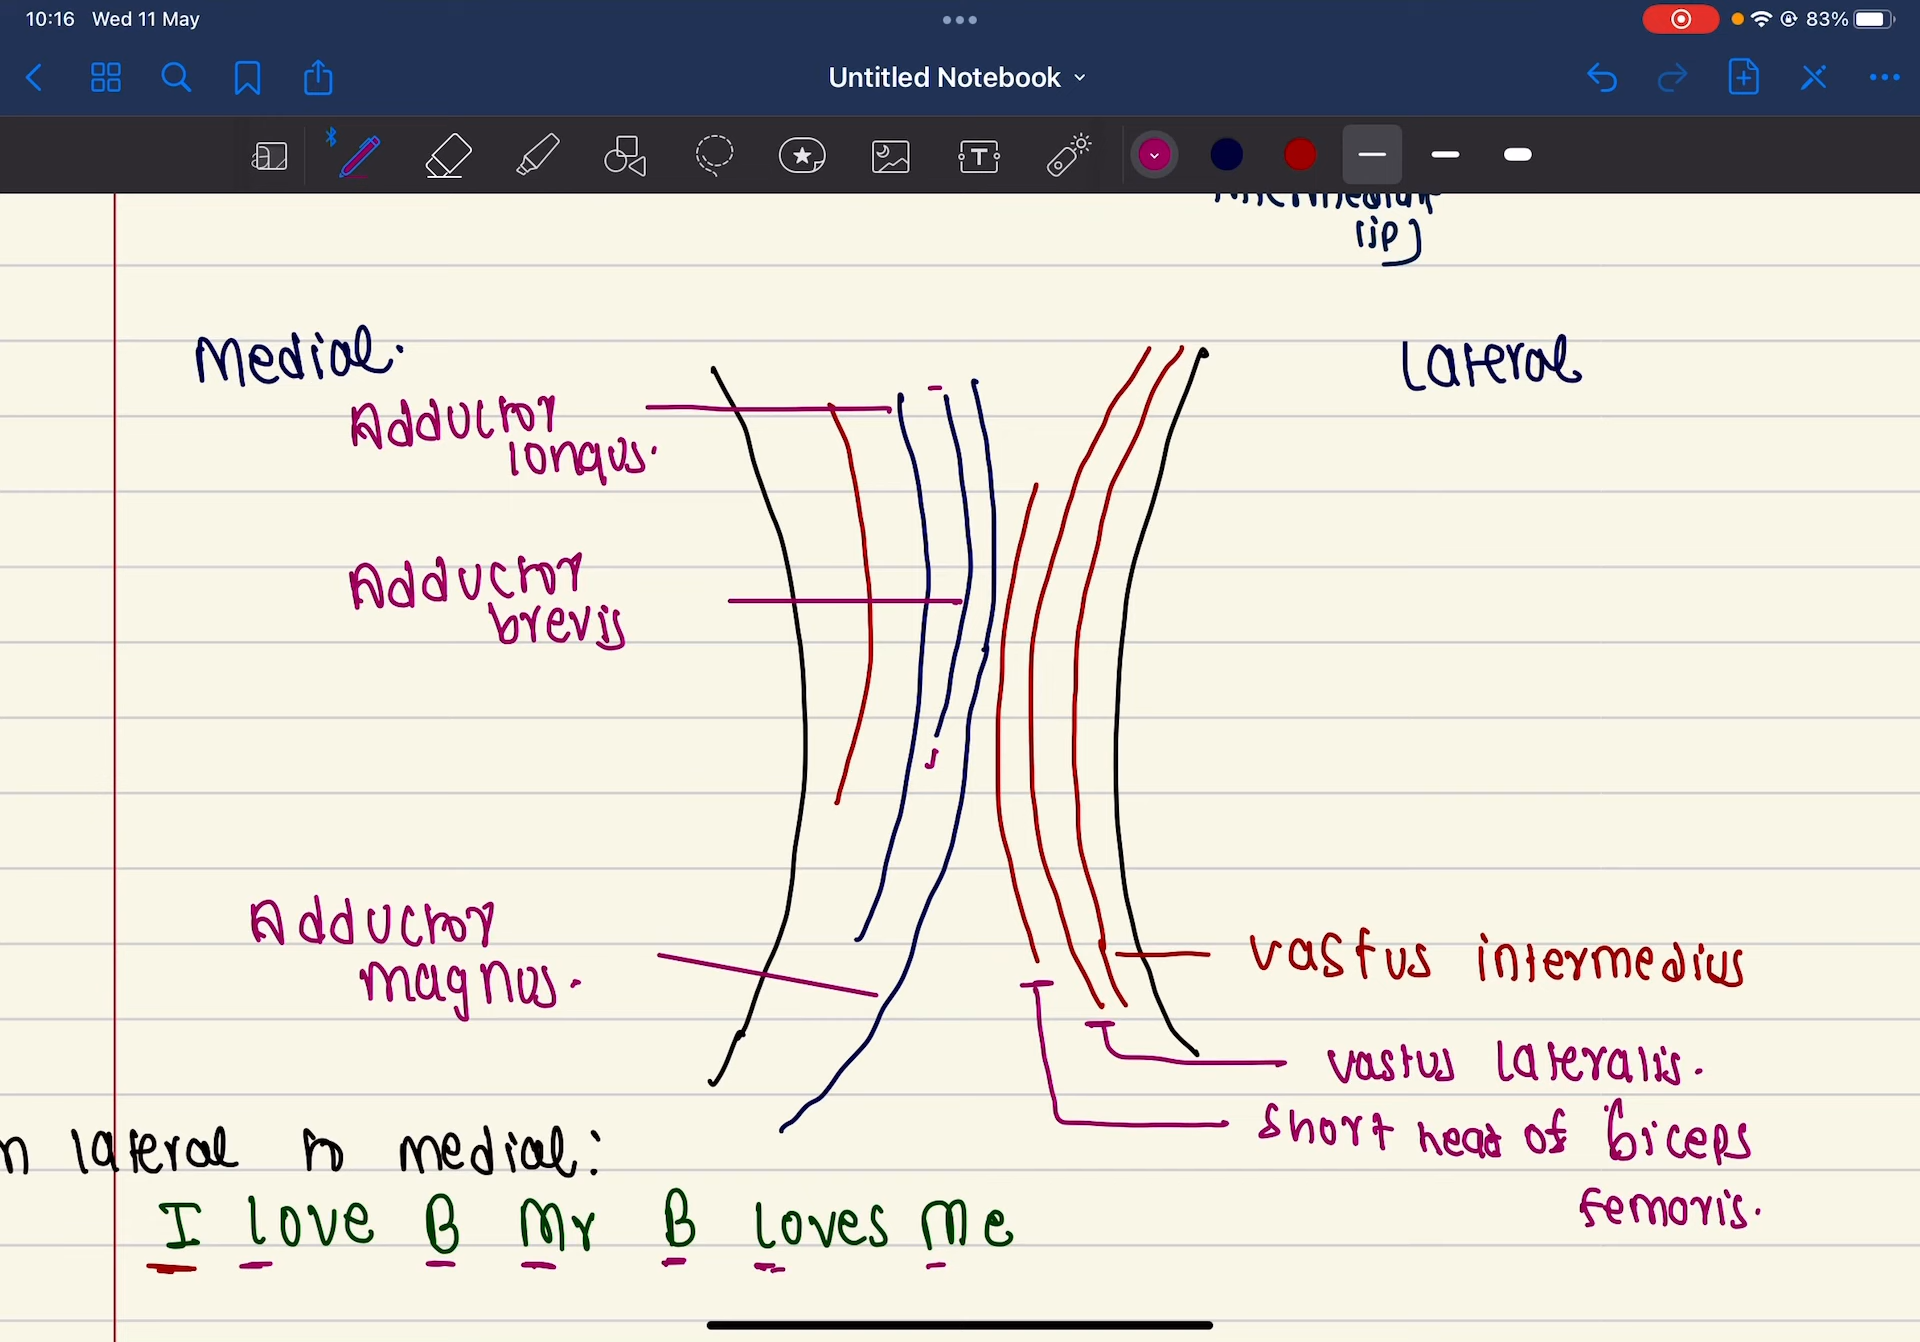 10:16 Wed 11 May
83%
Untitled Notebook
lip)
Medial.
Lateral
Adductor
longus.
Adductor
brevis
Adductor
magnus.
vastus intermedius
vastus lateralis.
short head of biceps
femoris.
n lateral to medial:
I love B Mr B loves me